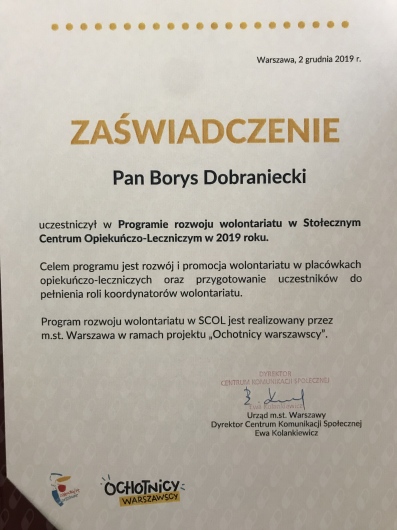 Warszawa, 2 grudnia 2019 r.
ZAŚWIADCZENIE
Pan Borys Dobraniecki
uczestniczył w Programie rozwoju wolontariatu w Stołecznym
Centrum Opiekuńczo-Leczniczym w 2019 roku.
Celem programu jest rozwój i promocja wolontariatu w placówkach
opiekuńczo-leczniczych oraz przygotowanie uczestników do
pełnienia roli koordynatorów wolontariatu.
Program rozwoju wolontariatu w SCOL jest realizowany przez
m.st. Warszawa w ramach projektu „Ochotnicy warszawscy”.
DYREKTOR
CENTRUM KOMUNIKACJI SPOŁECZNEJ
Ewa Kolankiewicz
Urząd m.st. Warszawy
Dyrektor Centrum Komunikacji Społecznej
Ewa Kolankiewicz
OCHOTNICY
WARSZAWSCY